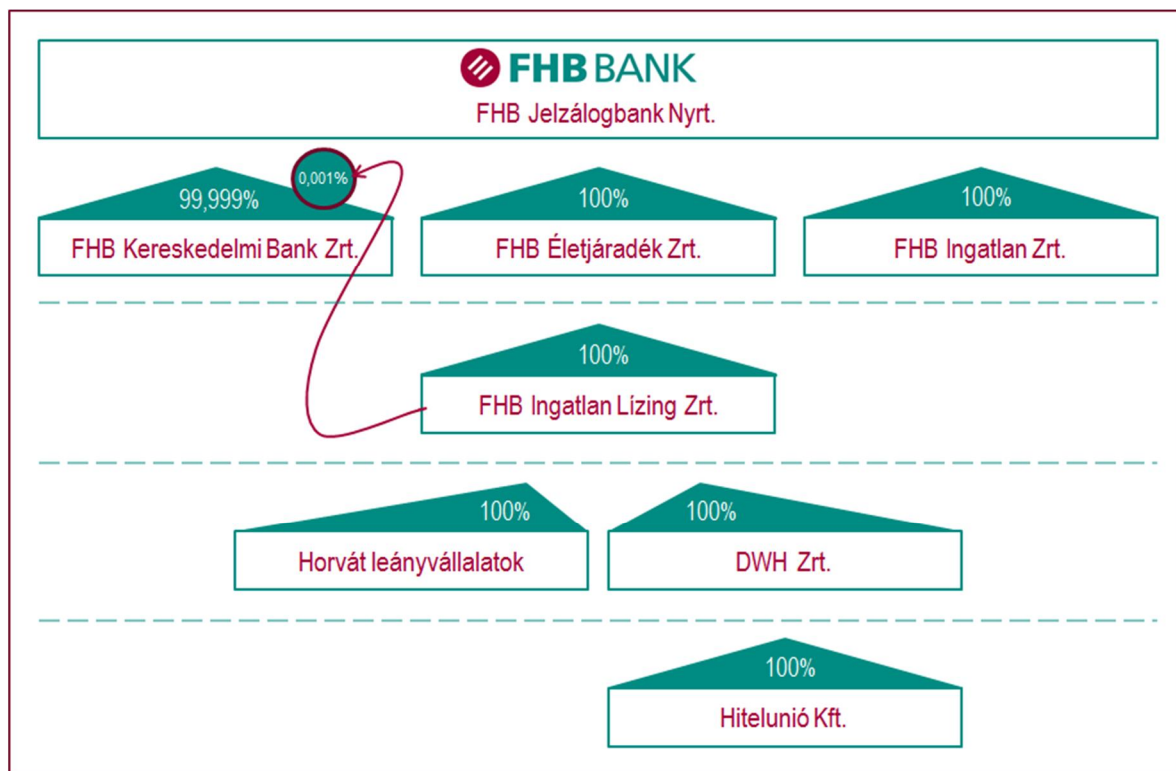 FHB BANK
FHB Jelzálogbank Nyrt.
99,999%
0,001%
100%
100%
FHB Kereskedelmi Bank Zrt.
FHB Életjáradék Zrt.
FHB Ingatlan Zrt.
100%
FHB Ingatlan Lízing Zrt.
100%
100%
Horvát leányvállalatok
DWH Zrt.
100%
Hitelunió Kft.